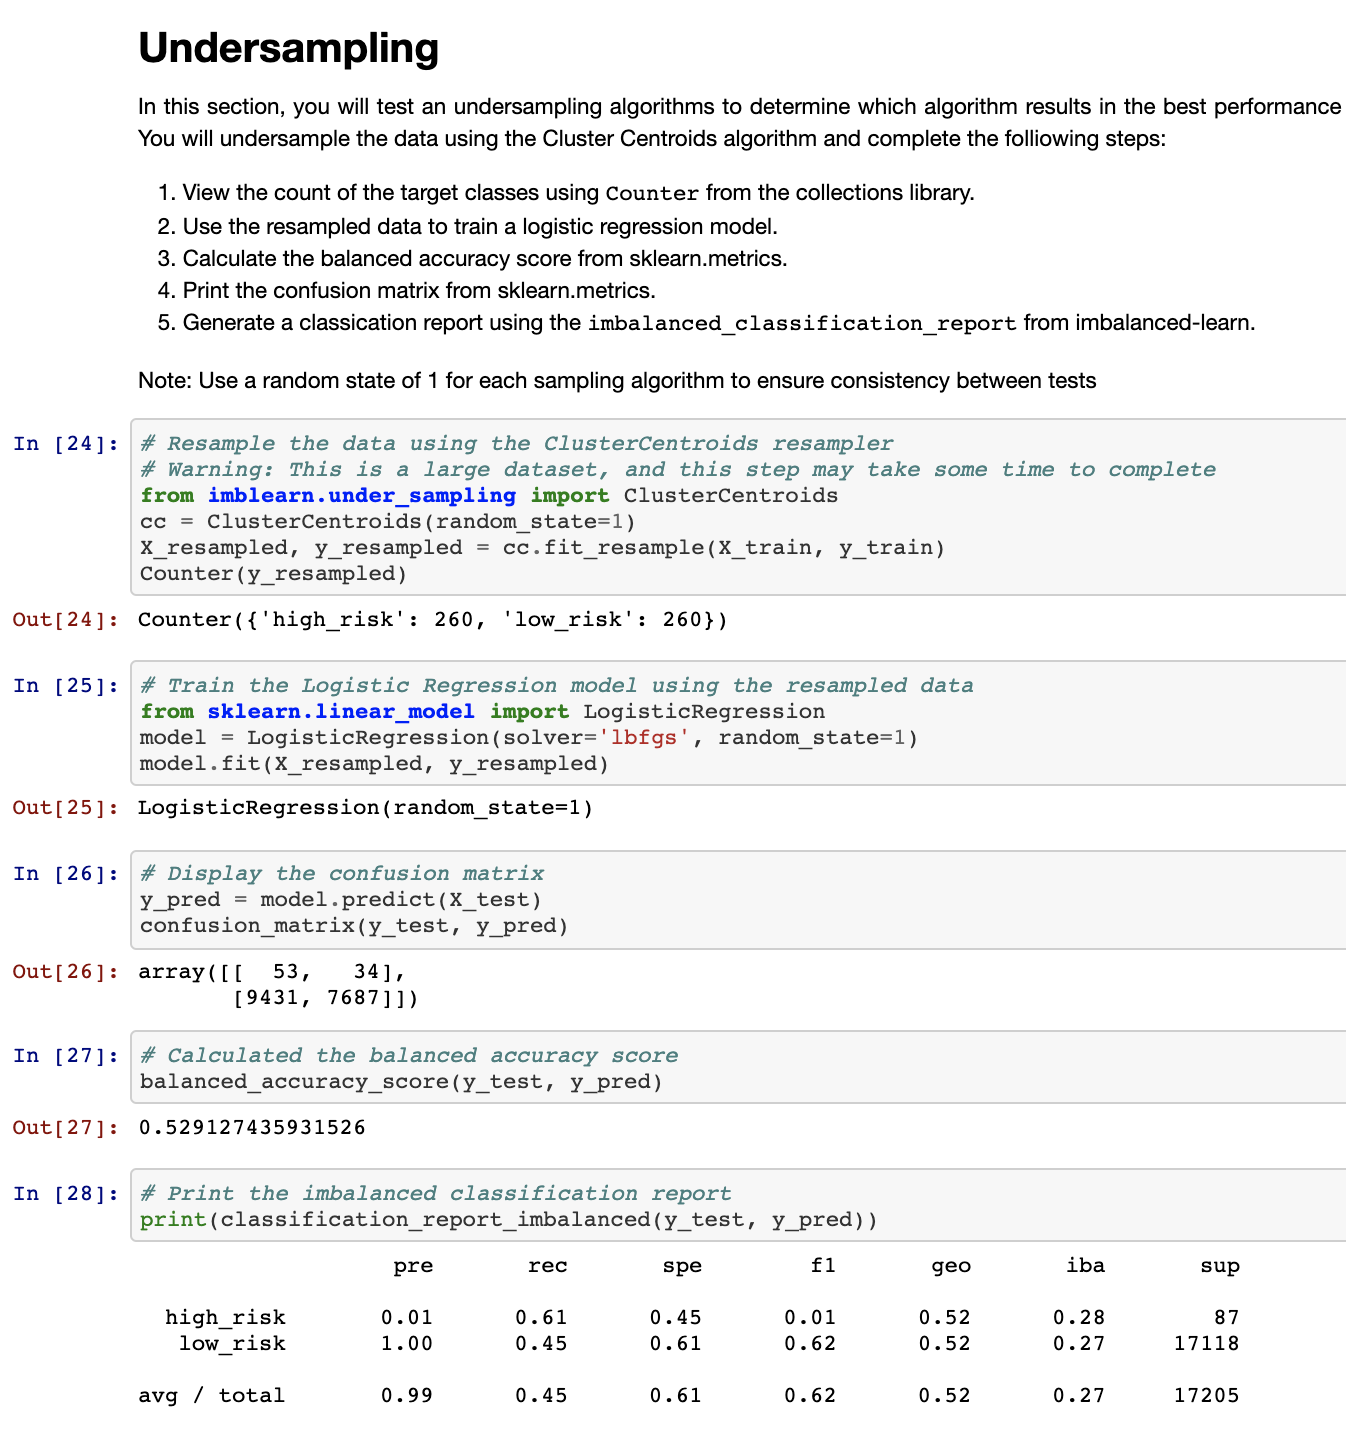 Undersampling
In this section, you will test an undersampling algorithms to determine which algorithm results in the best performance
You will undersample the data using the Cluster Centroids algorithm and complete the folliowing steps:
1. View the count of the target classes using Counter from the collections library.
2. Use the resampled data to train a logistic regression model.
3. Calculate the balanced accuracy score from sklearn.metrics.
4. Print the confusion matrix from sklearn.metrics.
5. Generate a classication report using the imbalanced_classification_report from imbalanced-learn.
Note: Use a random state of 1 for each sampling algorithm to ensure consistency between tests
In [24]: # Resample the data using the ClusterCentroids resampler
# Warning: This is a large dataset, and this step may take some time to complete
from imblearn.under_sampling import ClusterCentroids
cc = ClusterCentroids(random_state=1)
X_resampled, y_resampled = cc.fit_resample(X_train, y_train)
Counter(y_resampled)
Out[24]: Counter({'high_risk': 260, 'low_risk': 260})
In [25]: # Train the Logistic Regression model using the resampled data
from sklearn.linear_model import LogisticRegression
model = LogisticRegression(solver='lbfgs', random_state=1)
model.fit(X_resampled, y_resampled)
Out[25]: LogisticRegression(random_state=1)
In [26]: # Display the confusion matrix
y_pred = model.predict(X_test)
confusion_matrix(y_test, y_pred)
Out[26]: array([[  53,   34],
       [9431, 7687]])
In [27]: # Calculated the balanced accuracy score
balanced_accuracy_score(y_test, y_pred)
Out[27]: 0.529127435931526
In [28]: # Print the imbalanced classification report
print(classification_report_imbalanced(y_test, y_pred))
pre rec spe f1 geo iba sup
high_risk 0.01 0.61 0.45 0.01 0.52 0.28 87
low_risk 1.00 0.45 0.61 0.62 0.52 0.27 17118
avg / total 0.99 0.45 0.61 0.62 0.52 0.27 17205